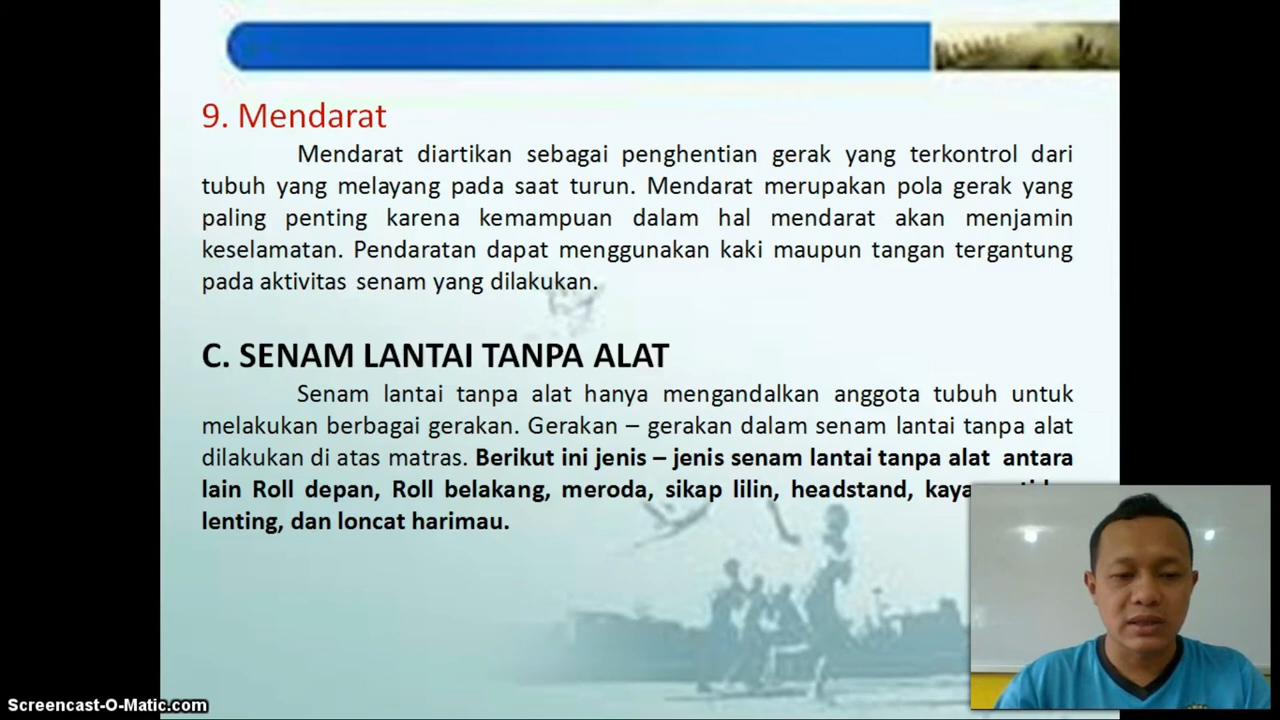 9. Mendarat
Mendarat diartikan sebagai penghentian gerak yang terkontrol dari
tubuh yang melayang pada saat turun. Mendarat merupakan pola gerak yang
paling penting karena kemampuan dalam hal mendarat akan menjamin
keselamatan. Pendaratan dapat menggunakan kaki maupun tangan tergantung
pada aktivitas senam yang dilakukan.
C. SENAM LANTAI TANPA ALAT
Senam lantai tanpa alat hanya mengandalkan anggota tubuh untuk
melakukan berbagai gerakan. Gerakan – gerakan dalam senam lantai tanpa alat
dilakukan di atas matras. Berikut ini jenis – jenis senam lantai tanpa alat antara
lain Roll depan, Roll belakang, meroda, sikap lilin, headstand,
lenting, dan loncat harimau.
Screencast-O-Matic.com